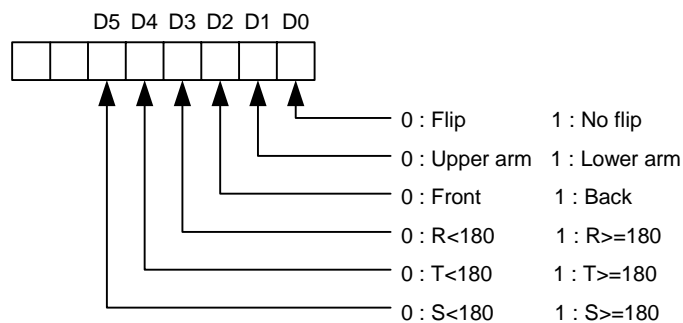 D5 D4 D3 D2 D1 D0
0 : Flip 1 : No flip
0 : Upper arm 1 : Lower arm
0 : Front 1 : Back
0 : R<180 1 : R>=180
0 : T<180 1 : T>=180
0 : S<180 1 : S>=180